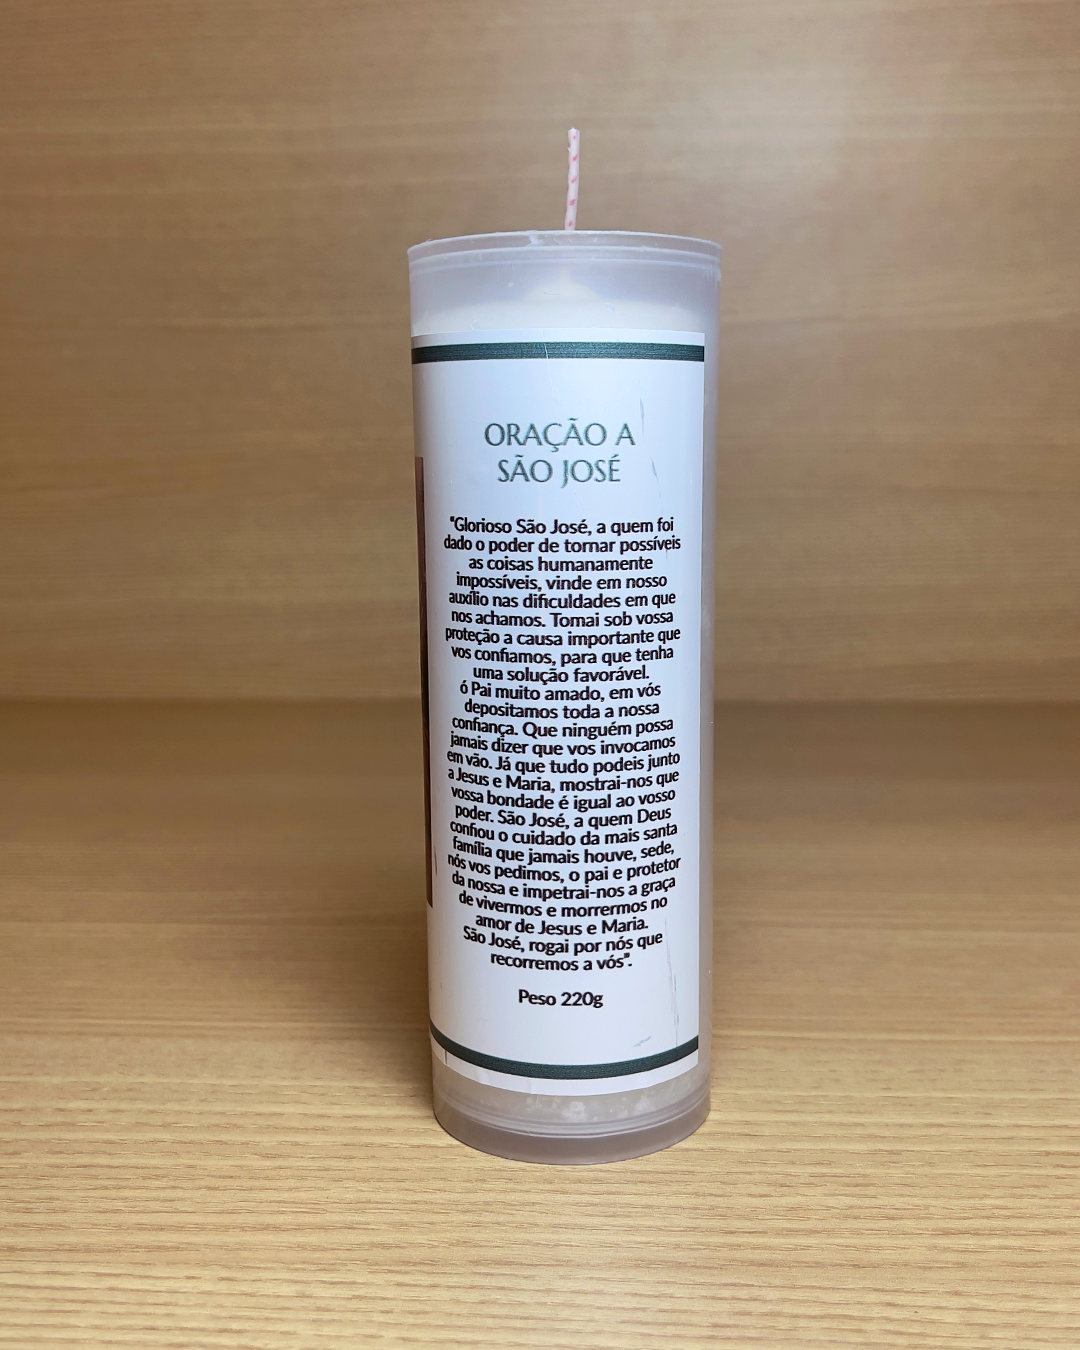 ORAÇÃO A
SÃO JOSÉ
"Glorioso São José, a quem foi
dado o poder de tornar possíveis
as coisas humanamente
impossíveis, vinde em nosso
auxílio nas dificuldades em que
nos achamos. Tomai sob vossa
proteção a causa importante que
vos confiamos, para que tenha
uma solução favorável.
ó Pai muito amado, em vós
depositamos toda a nossa
confiança. Que ninguém possa
jamais dizer que vos invocamos
em vão. Já que tudo podeis junto
a Jesus e Maria, mostrai-nos que
vossa bondade é igual ao vosso
poder. São José, a quem Deus
confiou o cuidado da mais santa
família que jamais houve, sede,
nós vos pedimos, o pai e protetor
da nossa e impetrai-nos a graça
de vivermos e morrermos no
amor de Jesus e Maria.
São José, rogai por nós que
recorremos a vós".
Peso 220g